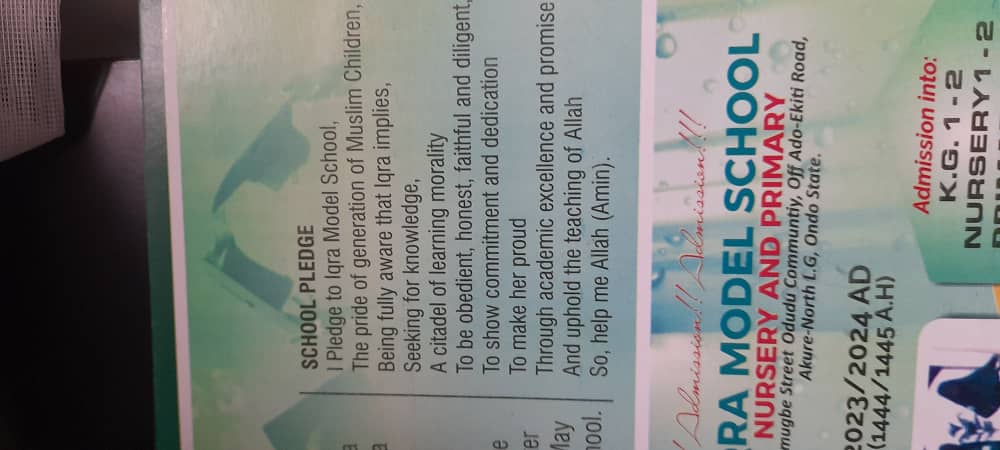 SCHOOL PLEDGE
I Pledge to Iqra Model School,
The pride of generation of Muslim Children,
Being fully aware that Iqra implies,
Seeking for knowledge,
A citadel of learning morality
To be obedient, honest, faithful and diligent,
To show commitment and dedication
To make her proud
Through academic excellence and promise
And uphold the teaching of Allah
So, help me Allah (Amin).
a
a
e
er
May
hool.
! Admission!! Admission!!!
QRA MODEL SCHOOL
NURSERY AND PRIMARY
mugbe Street Odudu Communtiy, Off Ado-Ekiti Road,
Akure-North L.G, Ondo State.
2023/2024 AD
(1444/1445 A.H)
Admission into:
K.G. 1 - 2
NURSERY 1 - 2